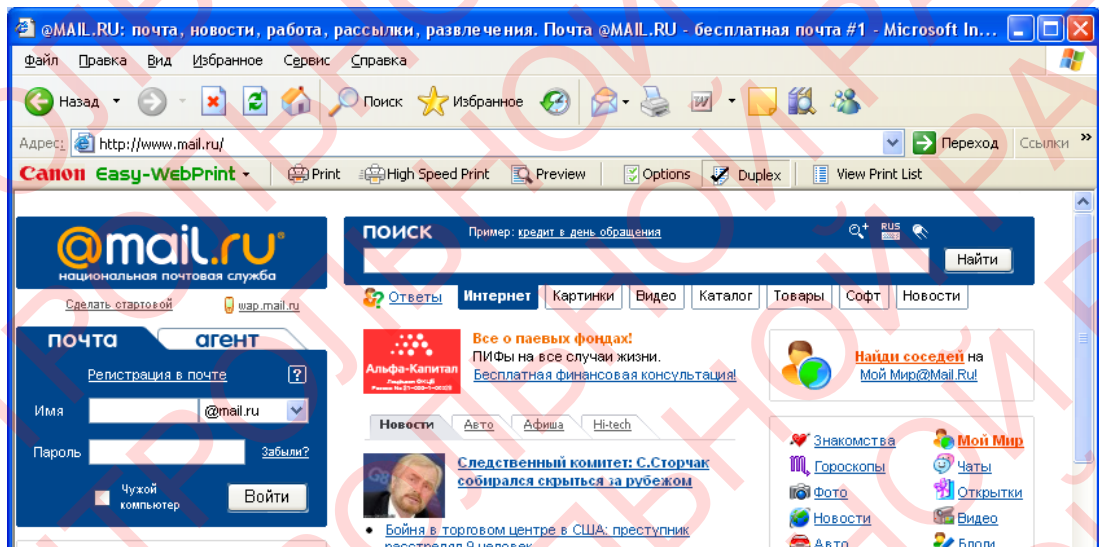 @MAIL.RU: почта, новости, работа, рассылки, развлечения. Почта @MAIL.RU - бесплатная почта #1 - Microsoft In...
Файл Правка Вид Избранное Сервис Справка
Назад Поиск Избранное
Адрес: http://www.mail.ru/ Переход Ссылки »
Canon Easy-WebPrint Print High Speed Print Preview Options Duplex View Print List
@mail.ru
национальная почтовая служба
Сделать стартовой wap.mail.ru
ПОИСК Пример: кредит в день обращения RUS
Найти
Ответы Интернет Картинки Видео Каталог Товары Софт Новости
почта агент
Регистрация в почте ?
Имя @mail.ru
Пароль Забыли?
Чужой
компьютер
Войти
Альфа-Капитал
Все о паевых фондах!
ПИФы на все случаи жизни.
Бесплатная финансовая консультация!
Найди соседей на
Мой Мир@Mail.Ru!
Новости Авто Афиша Hi-tech
G8
Следственный комитет: С.Сторчак
собирался скрыться за рубежом
Бойня в торговом центре в США: преступник
расстрелял 9 человек
Знакомства Мой Мир
Гороскопы Чаты
Фото Открытки
Новости Видео
Авто Блоги